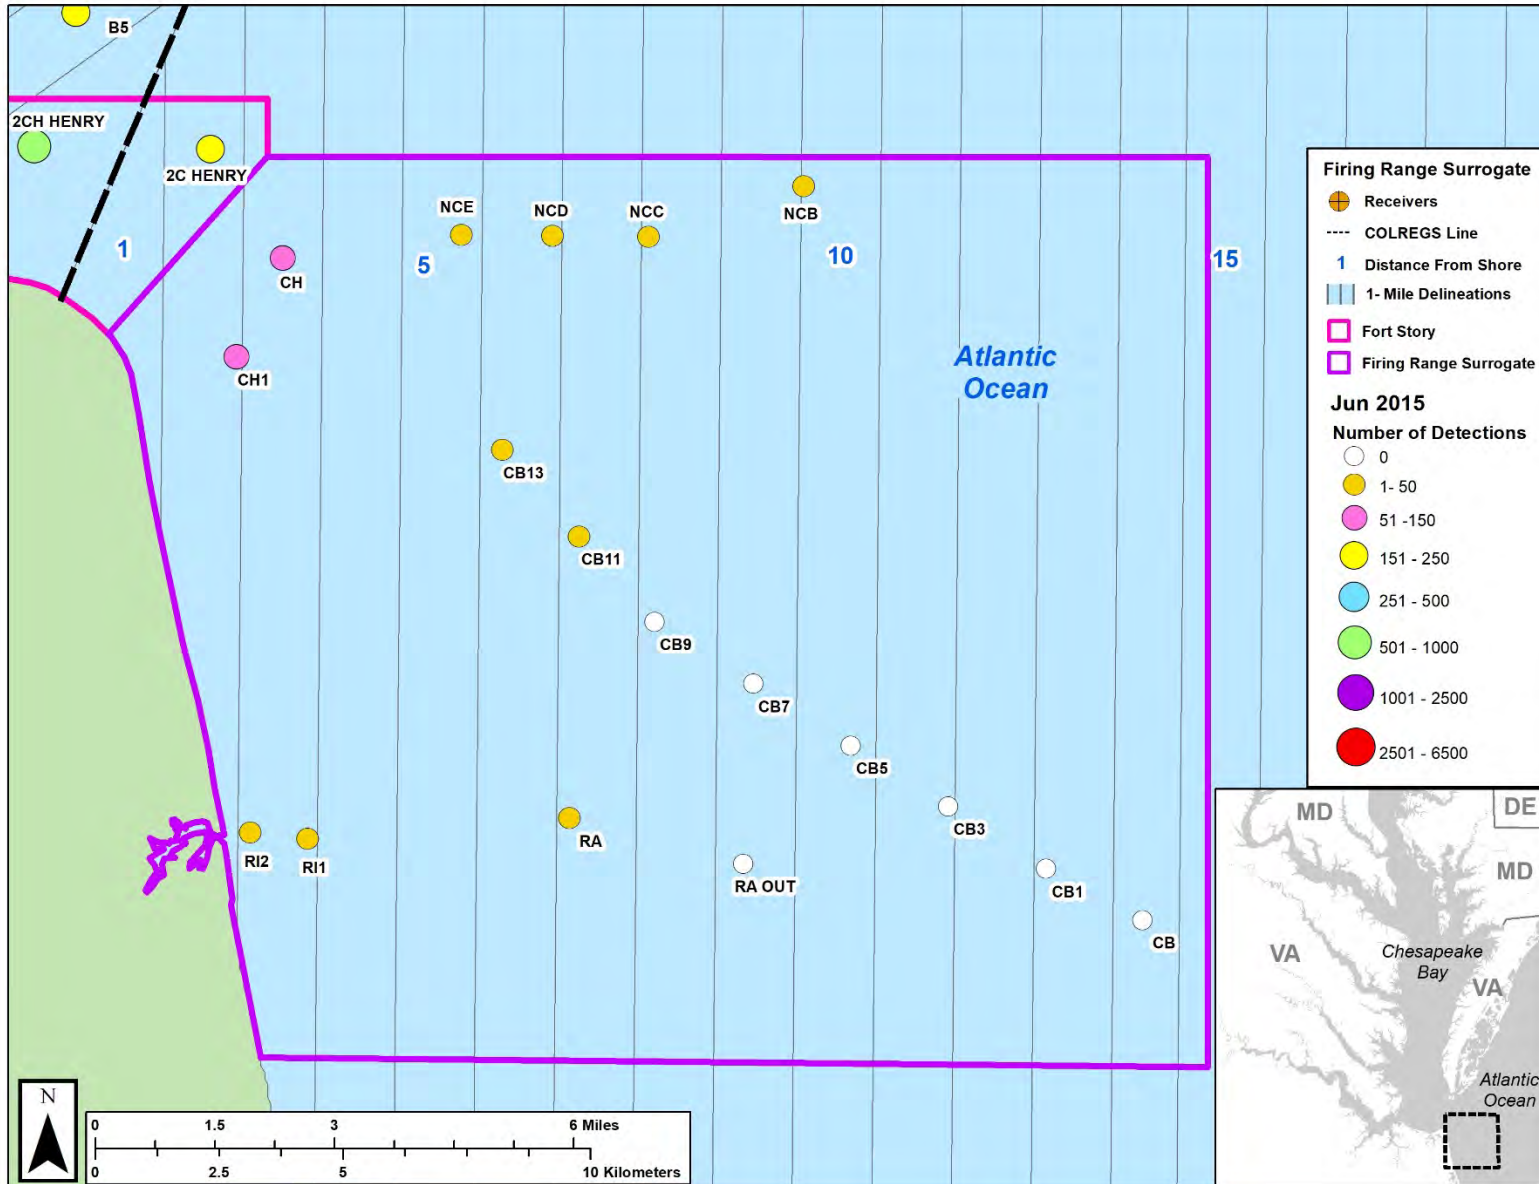 B5
2CH HENRY
2C HENRY
1
NCE
NCD
NCC
NCB
CH
5
10
15
CH1
Atlantic
Ocean
CB13
CB11
CB9
CB7
CB5
CB3
RI2
RI1
RA
RA OUT
CB1
CB
Firing Range Surrogate
Receivers
COLREGS Line
1 Distance From Shore
1- Mile Delineations
Fort Story
Firing Range Surrogate
Jun 2015
Number of Detections
0
1- 50
51 -150
151 - 250
251 - 500
501 - 1000
1001 - 2500
2501 - 6500
MD
DE
MD
VA
Chesapeake
Bay
VA
Atlantic
Ocean
N
0 1.5 3 6 Miles
0 2.5 5 10 Kilometers